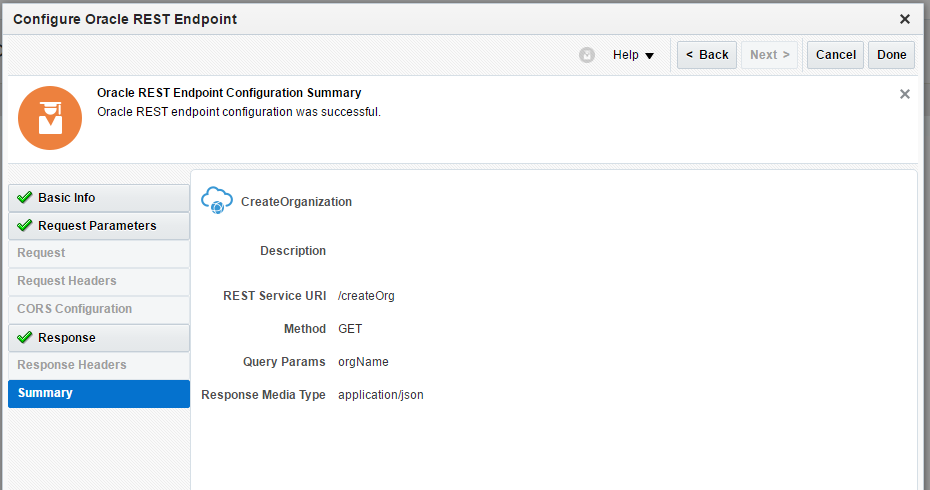 Configure Oracle REST Endpoint
Help
< Back
Next >
Cancel
Done
Oracle REST Endpoint Configuration Summary
Oracle REST endpoint configuration was successful.
Basic Info
Request Parameters
Request
Request Headers
CORS Configuration
Response
Response Headers
Summary
CreateOrganization
Description
REST Service URI /createOrg
Method GET
Query Params orgName
Response Media Type application/json